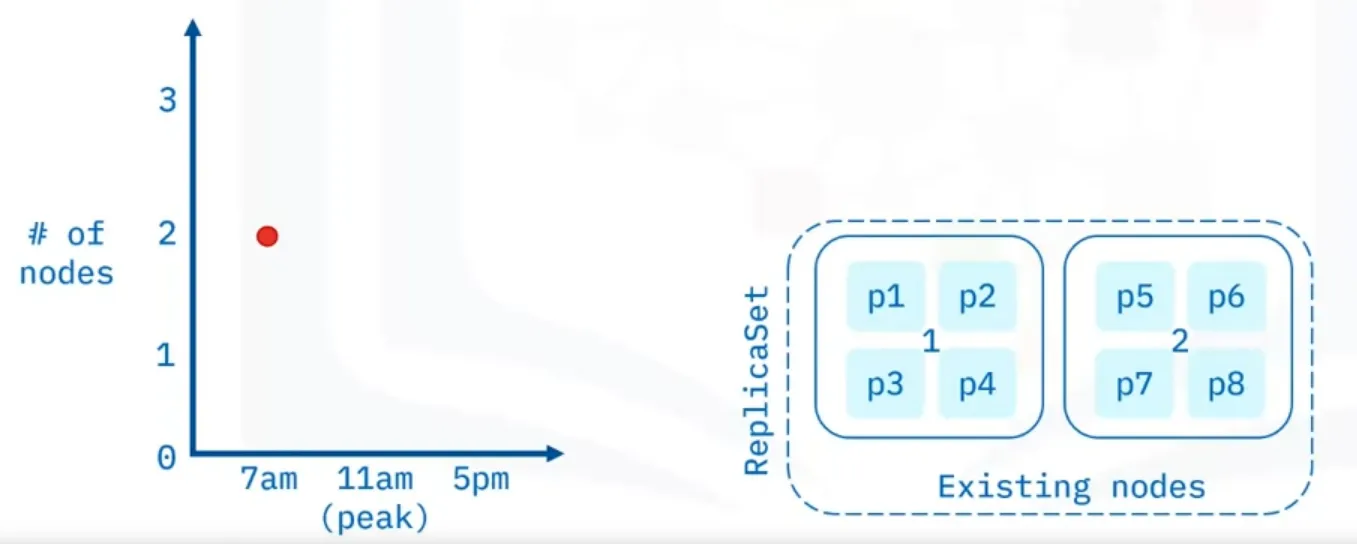 3
# of
nodes
2
1
0
7am 11am 5pm
(peak)
ReplicaSet
p1 p2
1
p3 p4
p5 p6
2
p7 p8
Existing nodes